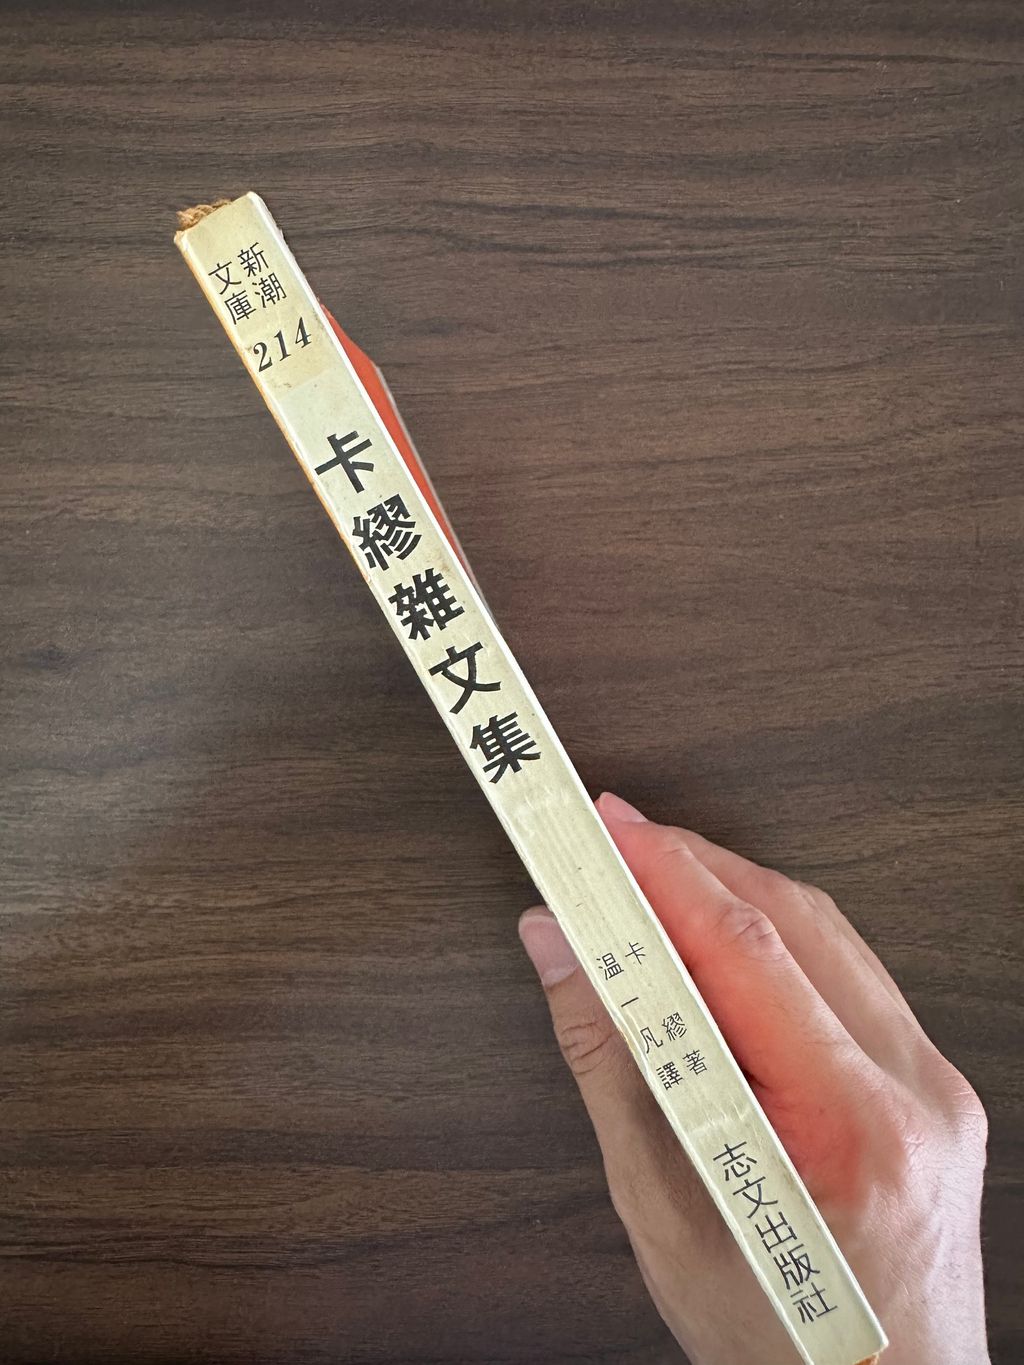 新潮
文庫
214
卡繆雜文集
卡繆著
温一凡譯
志文出版社